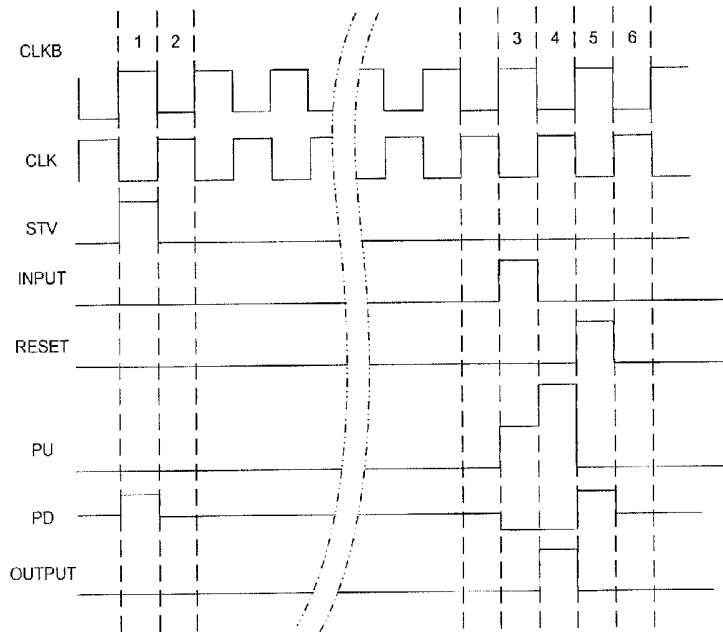 1 2 3 4 5 6
CLKB
CLK
STV
INPUT
RESET
PU
PD
OUTPUT